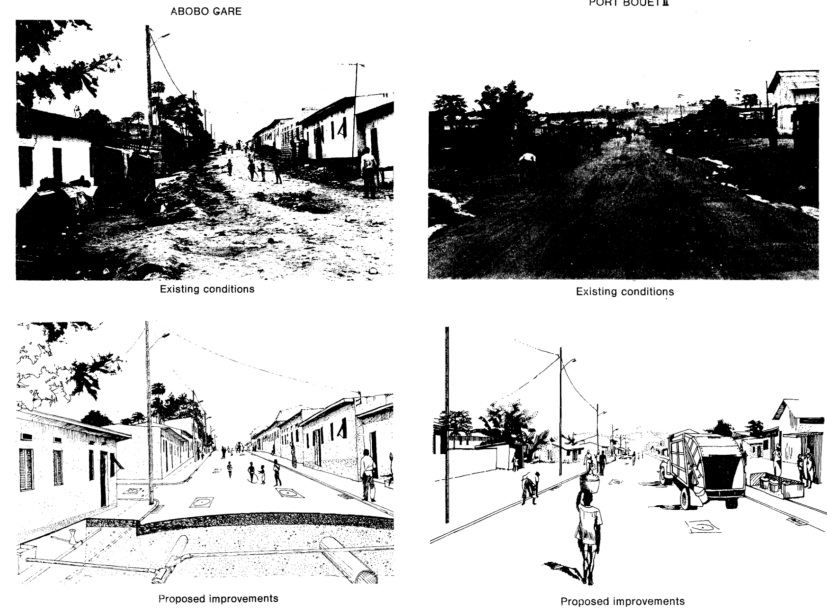 ABOBO GARE
PORT BOUET II
Existing conditions
Existing conditions
Proposed improvements
Proposed improvements